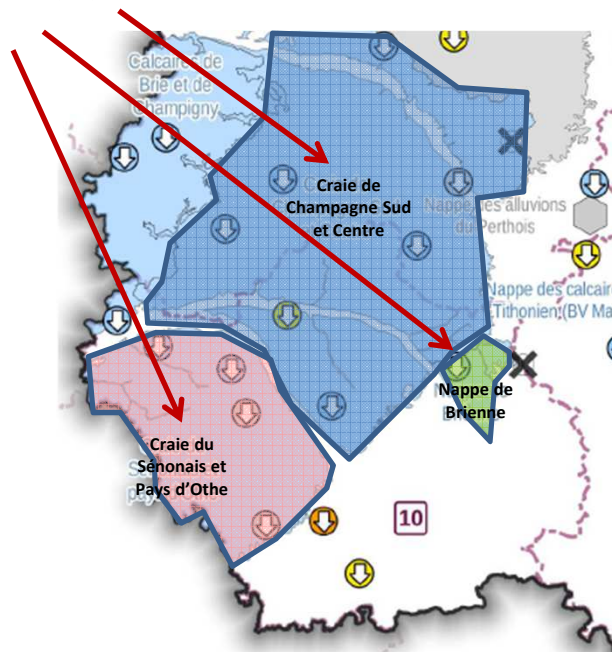 Calcaires de
Brie et de
Champigny
Craie de
Champagne Sud
et Centre
Nappe des alluvions
du Perthois
Nappe des calcaire
Tithonien (BV Ma
Nappe de
Brienne
Craie du
Sénonais et
Pays d'Othe
10